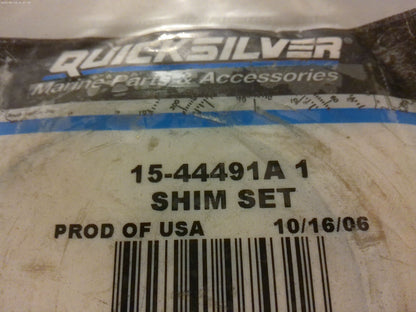 QUICKSILVER
Marine Parts & Accessories
15-44491A 1
SHIM SET
PROD OF USA 10/16/06